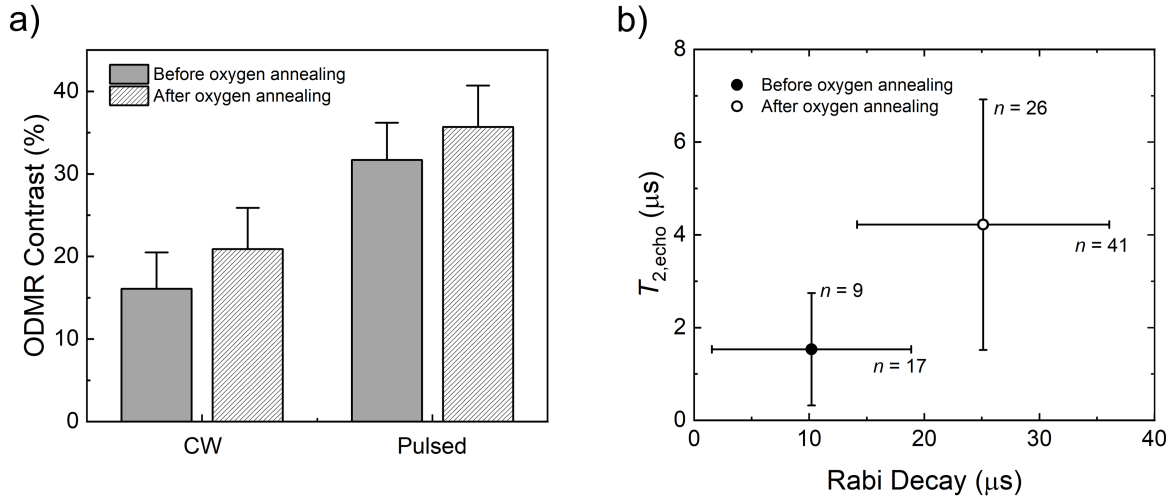 a)
ODMR Contrast (%)
40
30
20
10
0
Before oxygen annealing
After oxygen annealing
CW
Pulsed
b)
T2,echo (μs)
8
6
4
2
0
Before oxygen annealing
After oxygen annealing
n = 26
n = 41
n = 9
n = 17
0
10
20
30
40
Rabi Decay (μs)